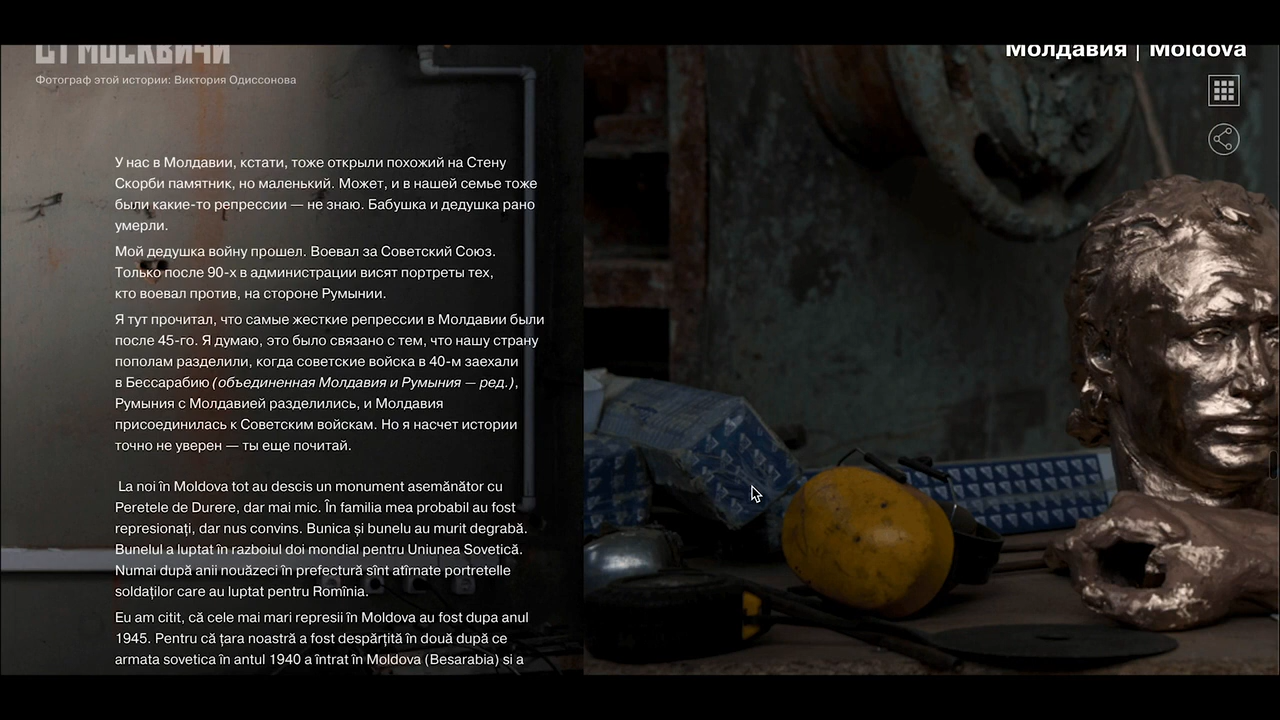 Молдавия | Moldova
Фотограф этой истории: Виктория Одиссонова
У нас в Молдавии, кстати, тоже открыли похожий на Стену
Скорби памятник, но маленький. Может, и в нашей семье тоже
были какие-то репрессии — не знаю. Бабушка и дедушка рано
умерли.
Мой дедушка войну прошел. Воевал за Советский Союз.
Только после 90-х в администрации висят портреты тех,
кто воевал против, на стороне Румынии.
Я тут прочитал, что самые жесткие репрессии в Молдавии были
после 45-го. Я думаю, это было связано с тем, что нашу страну
пополам разделили, когда советские войска в 40-м заехали
в Бессарабию (объединенная Молдавия и Румыния — ред.),
Румыния с Молдавией разделились, и Молдавия
присоединилась к Советским войскам. Но я насчет истории
точно не уверен — ты еще почитай.
La noi în Moldova tot au descis un monument asemănător cu
Peretele de Durere, dar mai mic. În familia mea probabil au fost
represionați, dar nus convins. Bunica și bunelu au murit degrabă.
Bunelul a luptat în razboiul doi mondial pentru Uniunea Sovetică.
Numai după anii nouăzeci în prefectură sînt atîrnate portretelle
soldaților care au luptat pentru Romînia.
Eu am citit, că cele mai mari represii în Moldova au fost dupa anul
1945. Pentru că țara noastră a fost despărțită în două după ce
armata sovetica în antul 1940 a întrat în Moldova (Besarabia) si a